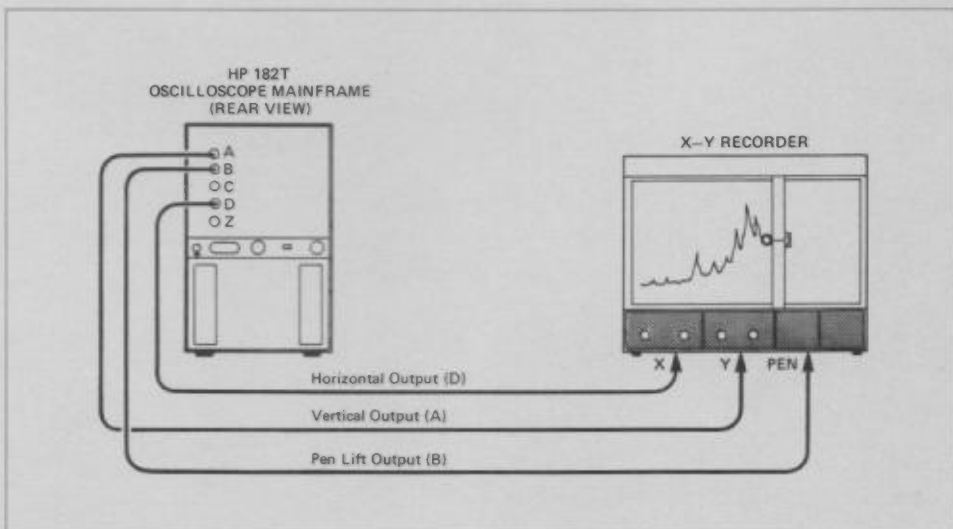 HP 182T
OSCILLOSCOPE MAINFRAME
(REAR VIEW)
A
B
C
D
Z
X–Y RECORDER
X
Y
PEN
Horizontal Output (D)
Vertical Output (A)
Pen Lift Output (B)